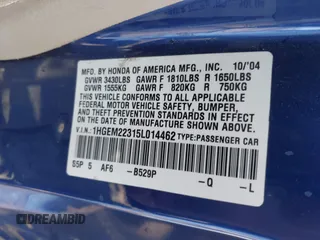 MFD. BY HONDA OF AMERICA MFG., INC. 10/'04
GVWR 3430LBS GAWR F 1810LBS R 1650LBS
GVWR 1555KG GAWR F 820KG R 750KG
THIS VEHICLE CONFORMS TO ALL APPLICABLE
FEDERAL MOTOR VEHICLE SAFETY, BUMPER,
AND THEFT PREVENTION STANDARDS IN EFFECT
ON THE DATE OF MANUFACTURE SHOWN ABOVE.
V.I.N: 1HGEM22315L014462 TYPE: PASSENGER CAR
S5P 5 AF6 -B529P -Q -L
DREAMBID